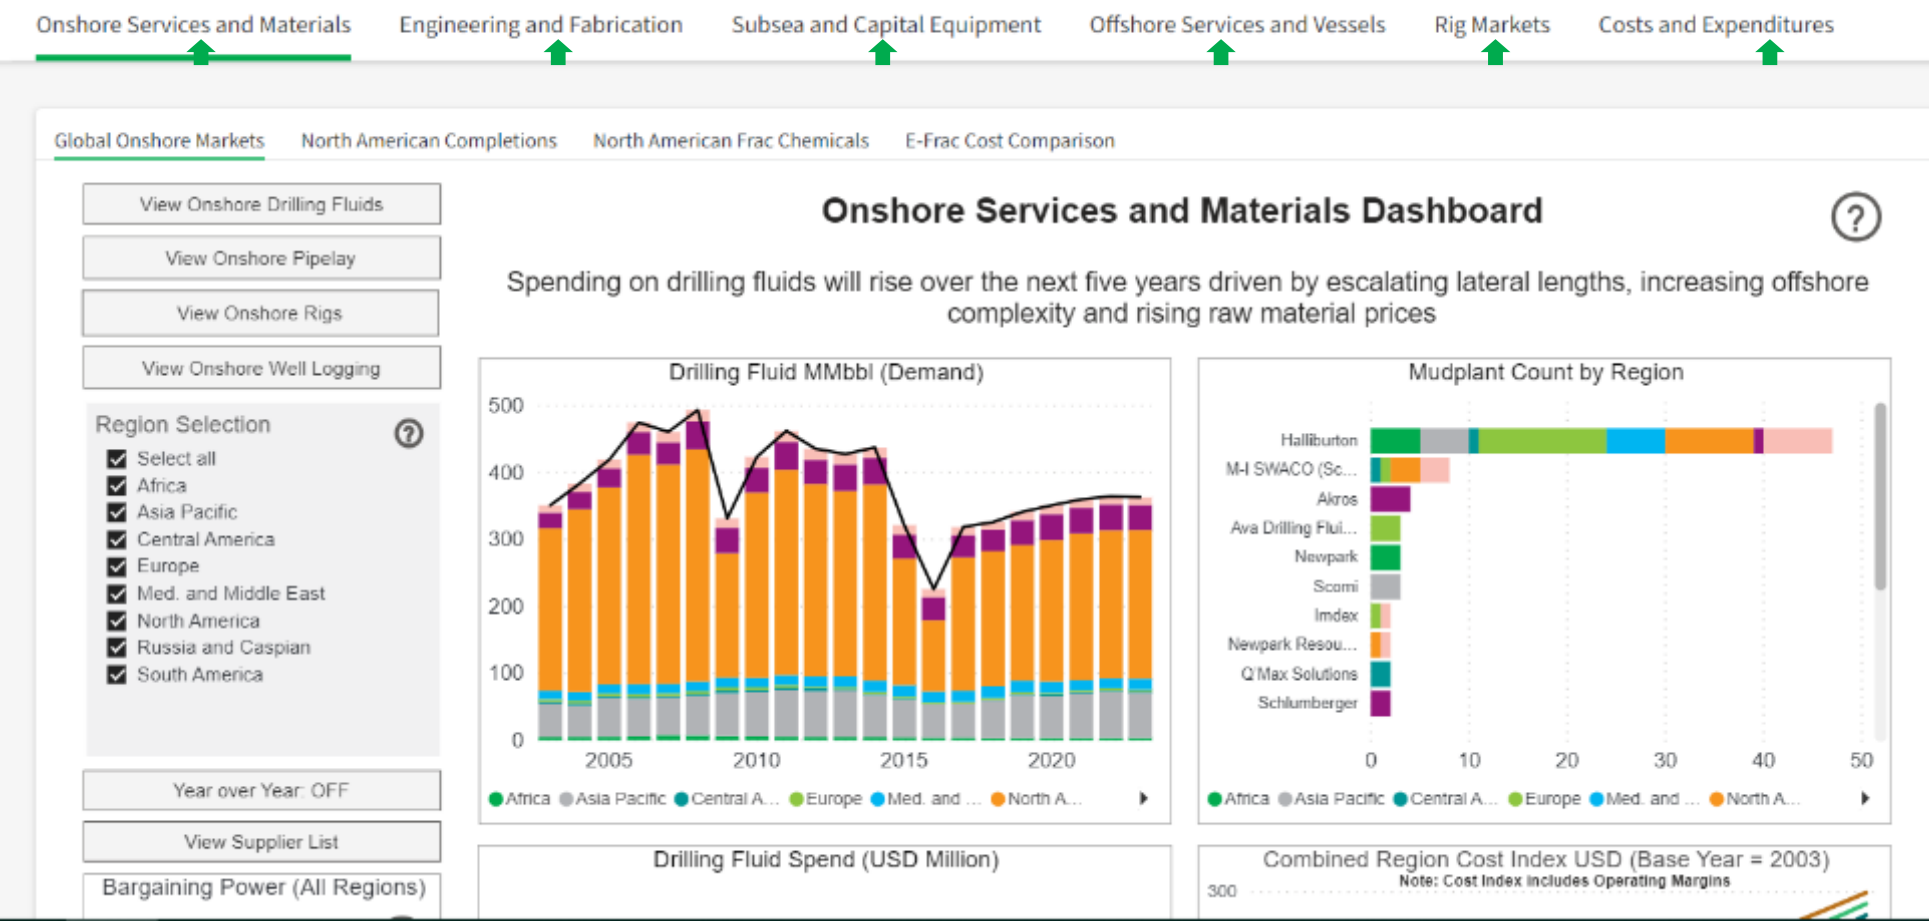 Onshore Services and Materials
Engineering and Fabrication
Subsea and Capital Equipment
Offshore Services and Vessels
Rig Markets
Costs and Expenditures
Global Onshore Markets
North American Completions
North American Frac Chemicals
E-Frac Cost Comparison
View Onshore Drilling Fluids
View Onshore Pipelay
View Onshore Rigs
View Onshore Well Logging
Region Selection
?
Select all
Africa
Asia Pacific
Central America
Europe
Med. and Middle East
North America
Russia and Caspian
South America
Year over Year: OFF
View Supplier List
Bargaining Power (All Regions)
Onshore Services and Materials Dashboard
?
Spending on drilling fluids will rise over the next five years driven by escalating lateral lengths, increasing offshore
complexity and rising raw material prices
Drilling Fluid MMbbl (Demand)
500
400
300
200
100
0
2005
2010
2015
2020
Africa
Asia Pacific
Central A...
Europe
Med. and ...
North A...
Mudplant Count by Region
Halliburton
M-I SWACO (Sc...
Akros
Ava Drilling Flui...
Newpark
Scomi
Imdex
Newpark Resou...
Q'Max Solutions
Schlumberger
0
10
20
30
40
50
Africa
Asia Pacific
Central A...
Europe
Med. and ...
North A...
Drilling Fluid Spend (USD Million)
Combined Region Cost Index USD (Base Year = 2003)
Note: Cost Index includes Operating Margins
300